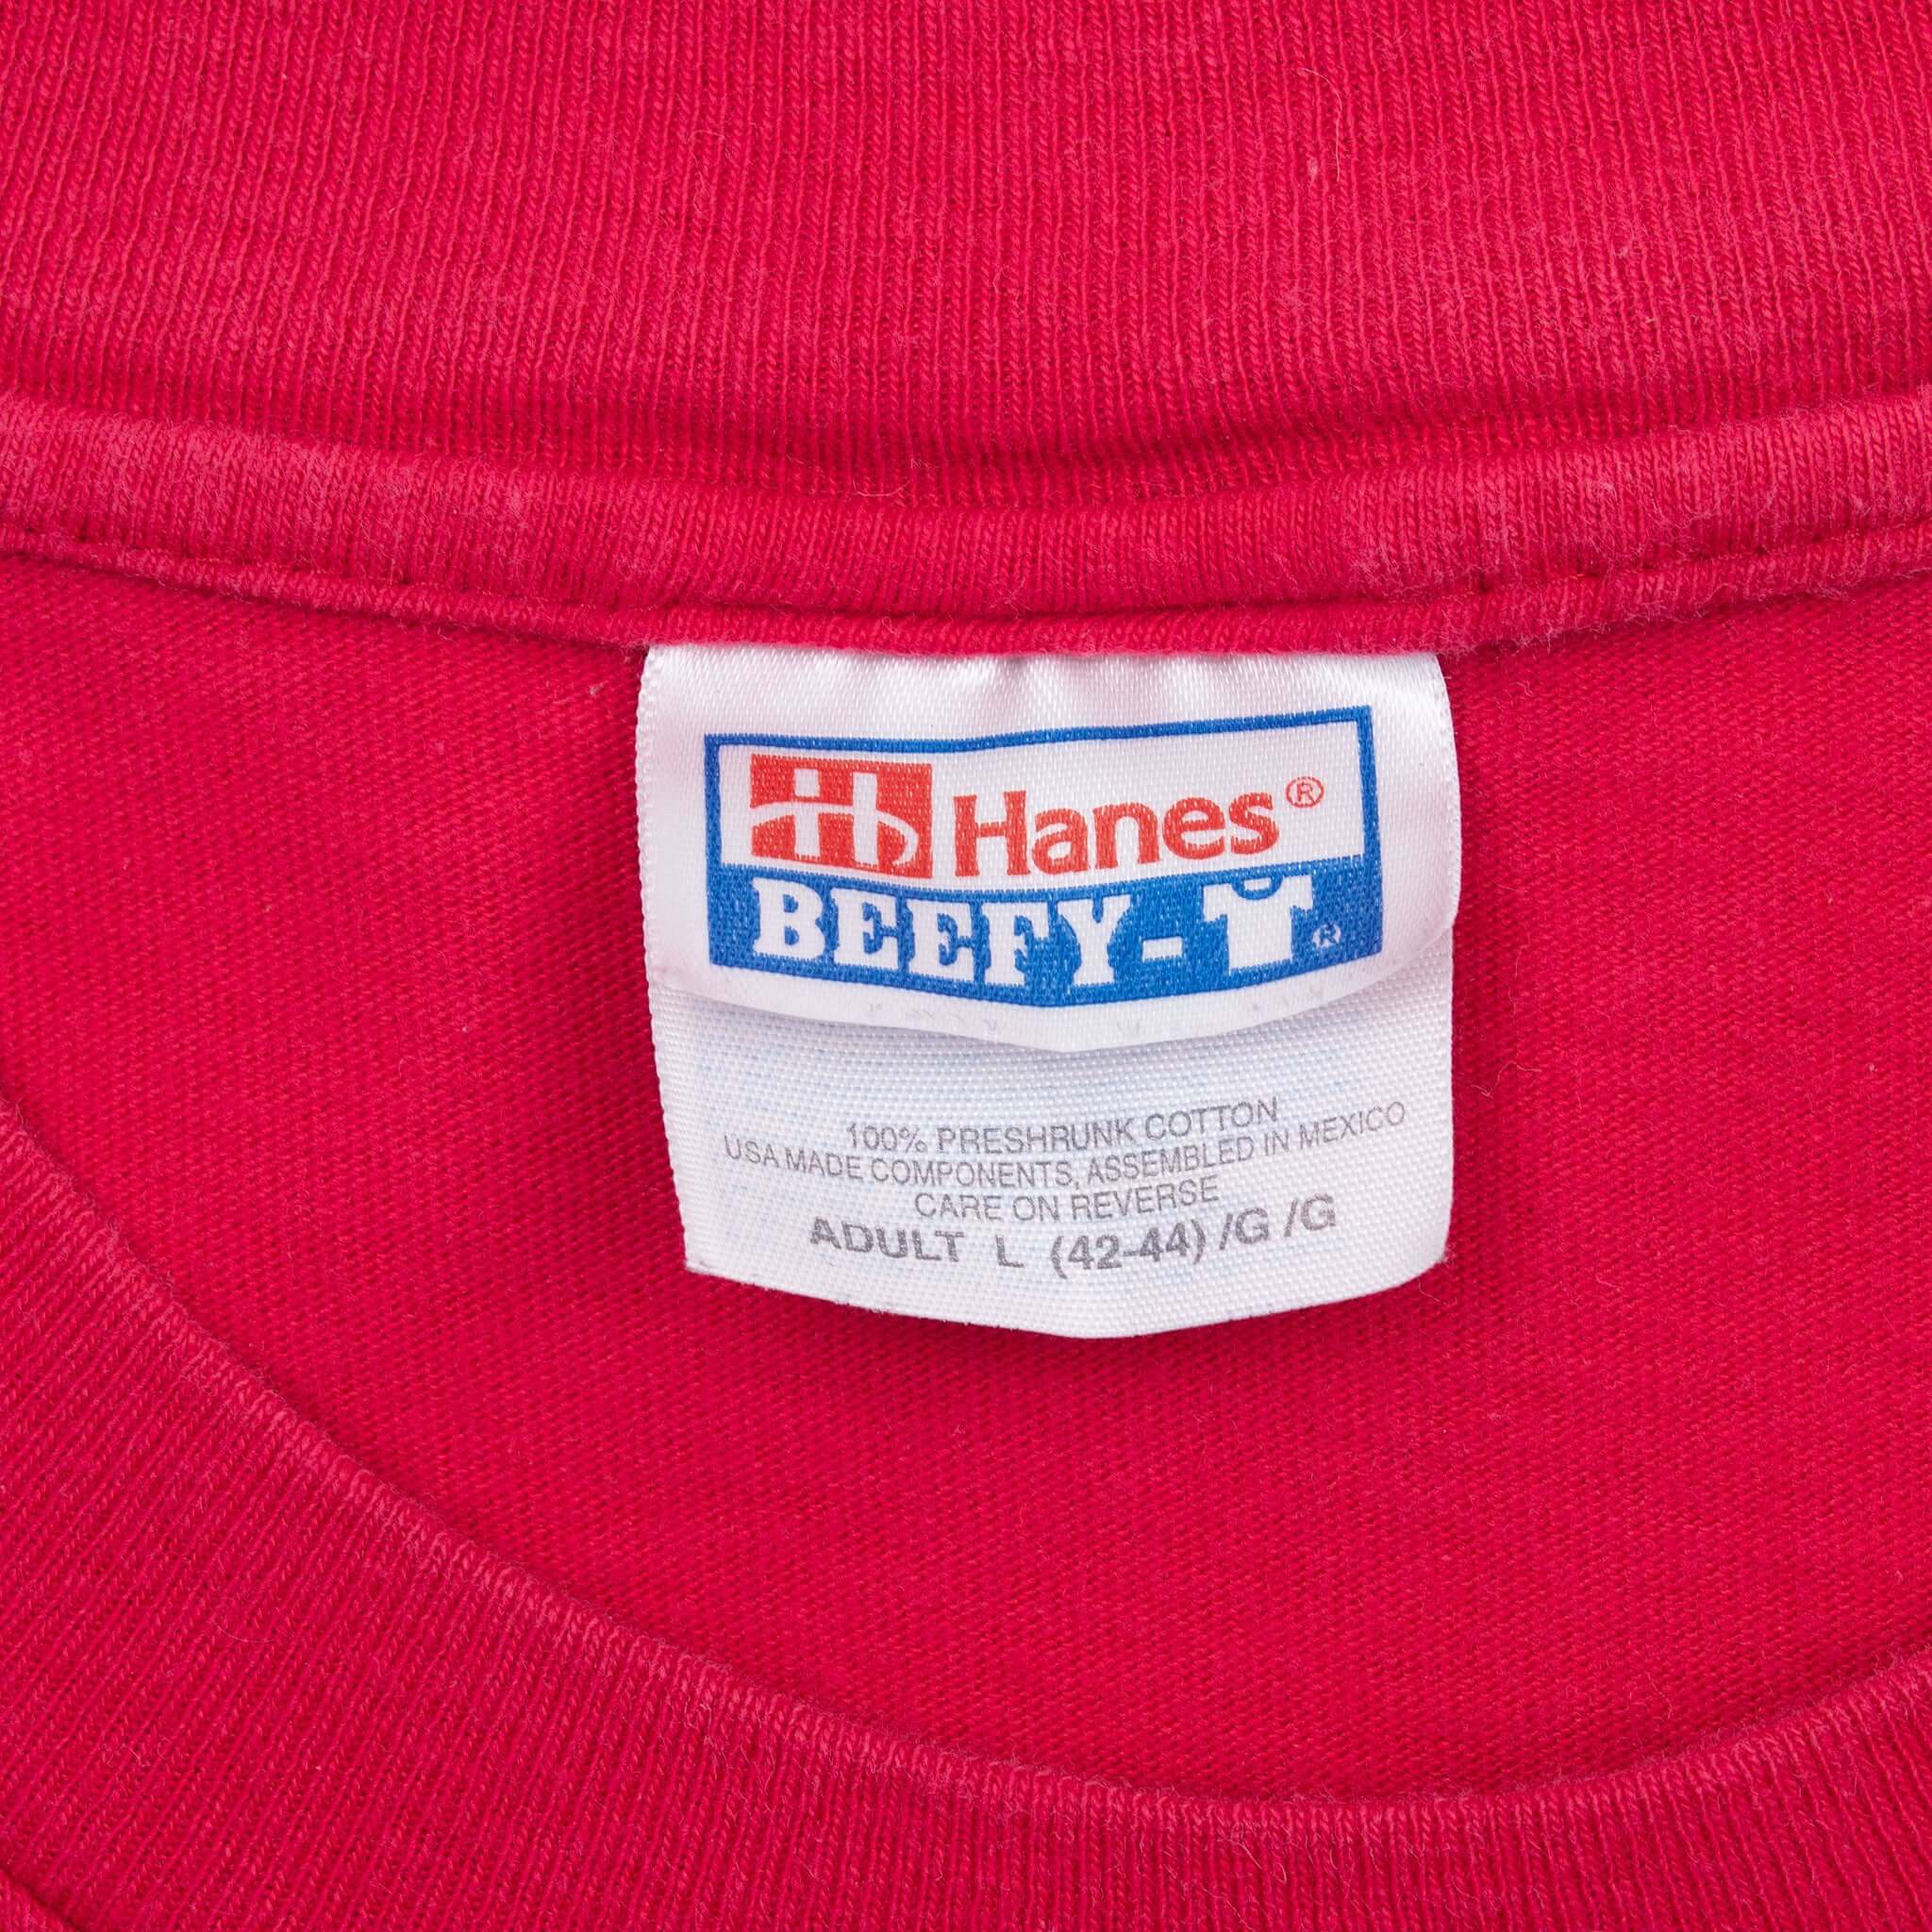 H Hanes®
BEEFY-T®
100% PRESHRUNK COTTON
USA MADE COMPONENTS, ASSEMBLED IN MEXICO
CARE ON REVERSE
ADULT L (42-44) /G /G